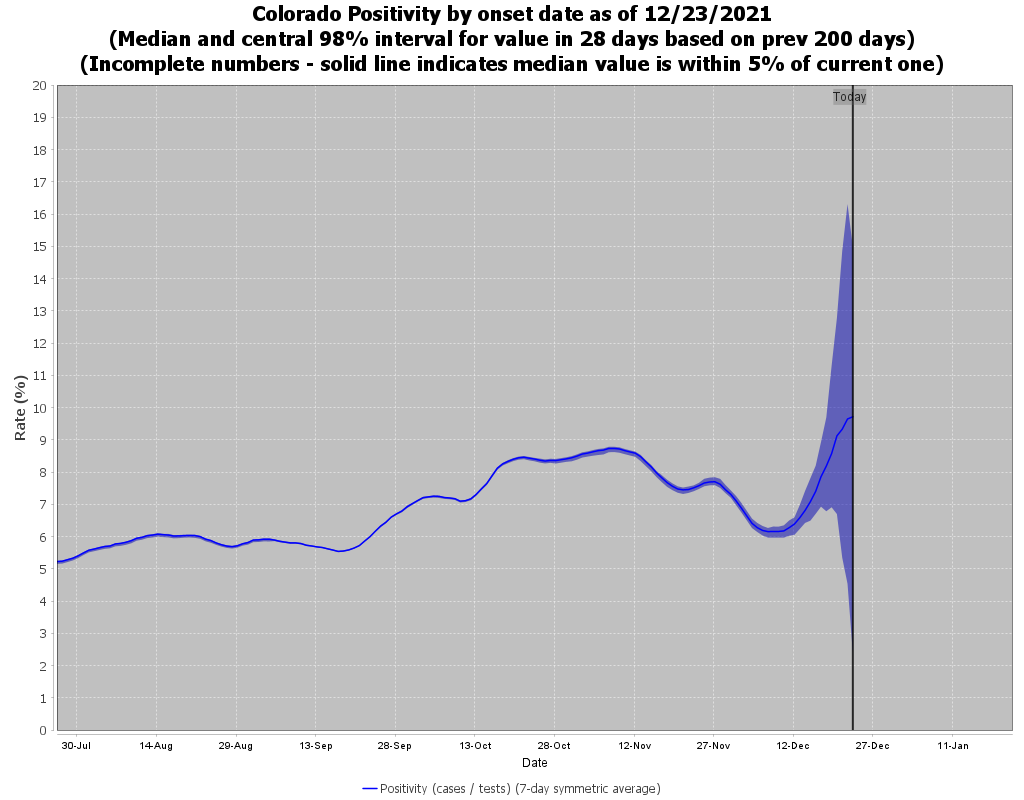 Colorado Positivity by onset date as of 12/23/2021
(Median and central 98% interval for value in 28 days based on prev 200 days)
(Incomplete numbers - solid line indicates median value is within 5% of current one)
Today
20
19
18
17
16
15
14
13
12
11
10
9
8
7
6
5
4
3
2
1
0
Rate (%)
30-Jul 14-Aug 29-Aug 13-Sep 28-Sep 13-Oct 28-Oct 12-Nov 27-Nov 12-Dec 27-Dec 11-Jan
Date
Positivity (cases / tests) (7-day symmetric average)